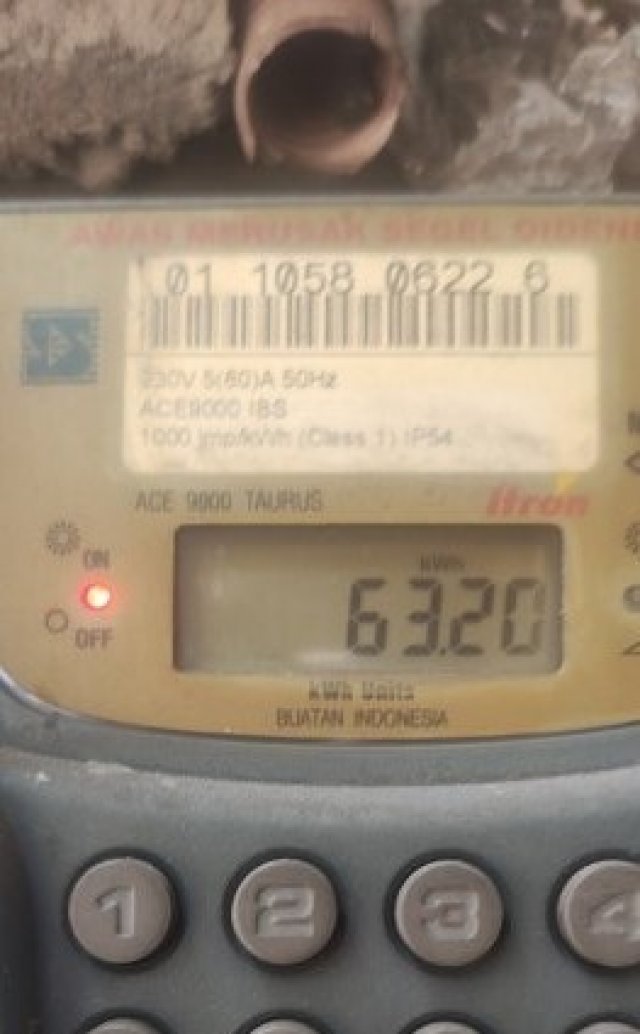 AWAS MERUSAK SEGEL DIDEN
01 1058 0622 6
230V 5(60)A 50Hz
ACE9000 IBS
1000 imp/kWh (Class 1) IP54
ACE 9000 TAURUS
itron
ON
OFF
kWh
63.20
kWh Units
BUATAN INDONESIA
1
2
3
4